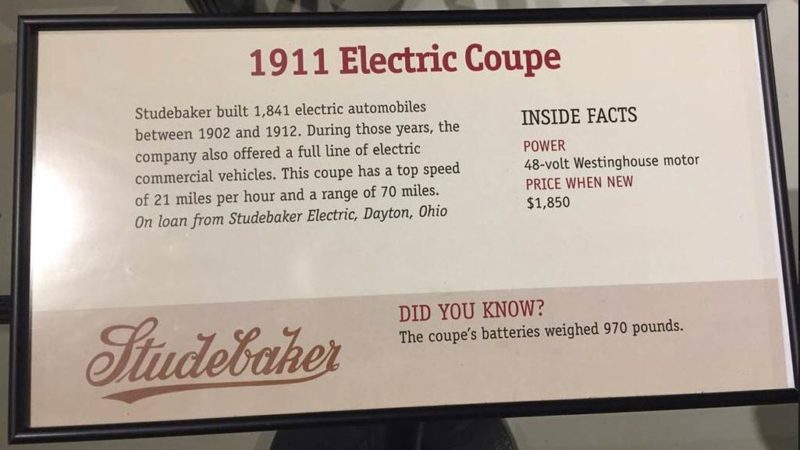 1911 Electric Coupe
Studebaker built 1,841 electric automobiles
between 1902 and 1912. During those years, the
company also offered a full line of electric
commercial vehicles. This coupe has a top speed
of 21 miles per hour and a range of 70 miles.
On loan from Studebaker Electric, Dayton, Ohio
INSIDE FACTS
POWER
48-volt Westinghouse motor
PRICE WHEN NEW
$1,850
Studebaker
DID YOU KNOW?
The coupe's batteries weighed 970 pounds.